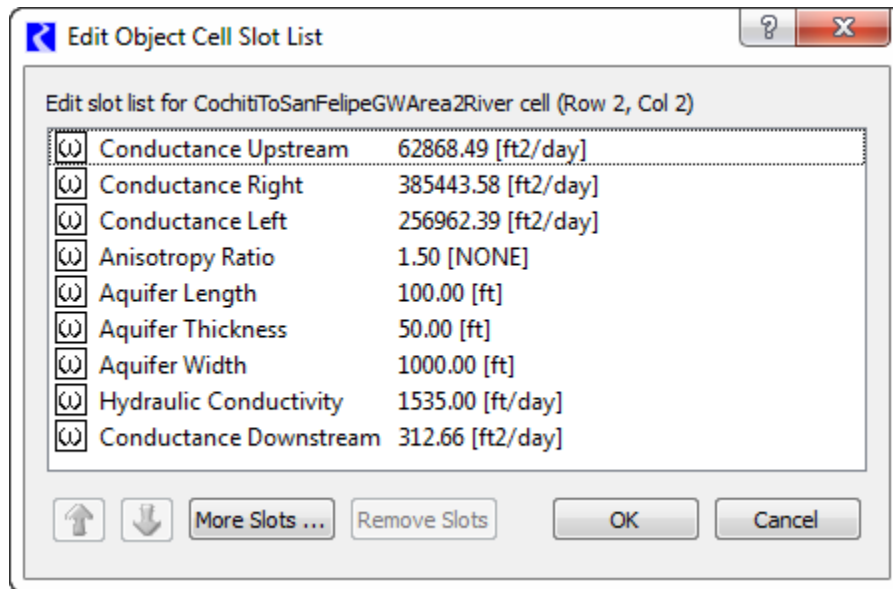 Edit Object Cell Slot List
Edit slot list for CochitiToSanFelipeGWArea2River cell (Row 2, Col 2)
ω Conductance Upstream 62868.49 [ft2/day]
ω Conductance Right 385443.58 [ft2/day]
ω Conductance Left 256962.39 [ft2/day]
ω Anisotropy Ratio 1.50 [NONE]
ω Aquifer Length 100.00 [ft]
ω Aquifer Thickness 50.00 [ft]
ω Aquifer Width 1000.00 [ft]
ω Hydraulic Conductivity 1535.00 [ft/day]
ω Conductance Downstream 312.66 [ft2/day]
More Slots ... Remove Slots OK Cancel